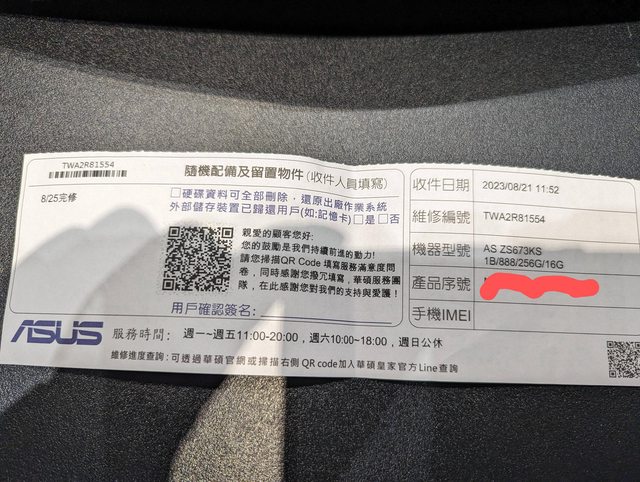 TWA2R81554
8/25完修
隨機配備及留置物件(收件人員填寫)
□硬碟資料可全部刪除,還原出廠作業系統
外部儲存裝置已歸還用戶(如:記憶卡)□是□否
親愛的顧客您好:
您的鼓勵是我們持續前進的動力!
請您掃描QR Code 填寫服務滿意度問
卷,同時感謝您撥冗填寫,華碩服務團
隊,在此感謝您對我們的支持與愛護!
用戶確認簽名:
ASUS 服務時間: 週一~週五11:00-20:00,週六10:00~18:00,週日公休
維修進度查詢:可透過華碩官網或掃描右側QR code加入華碩皇家官方Line查詢
收件日期 2023/08/21 11:52
維修編號 TWA2R81554
機器型號 AS ZS673KS
1B/888/256G/16G
產品序號
手機IMEI